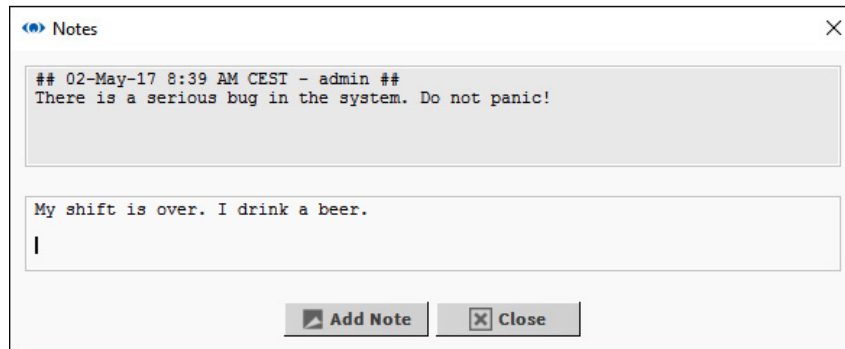 Notes
## 02-May-17 8:39 AM CEST - admin ##
There is a serious bug in the system. Do not panic!
My shift is over. I drink a beer.
Add Note
Close